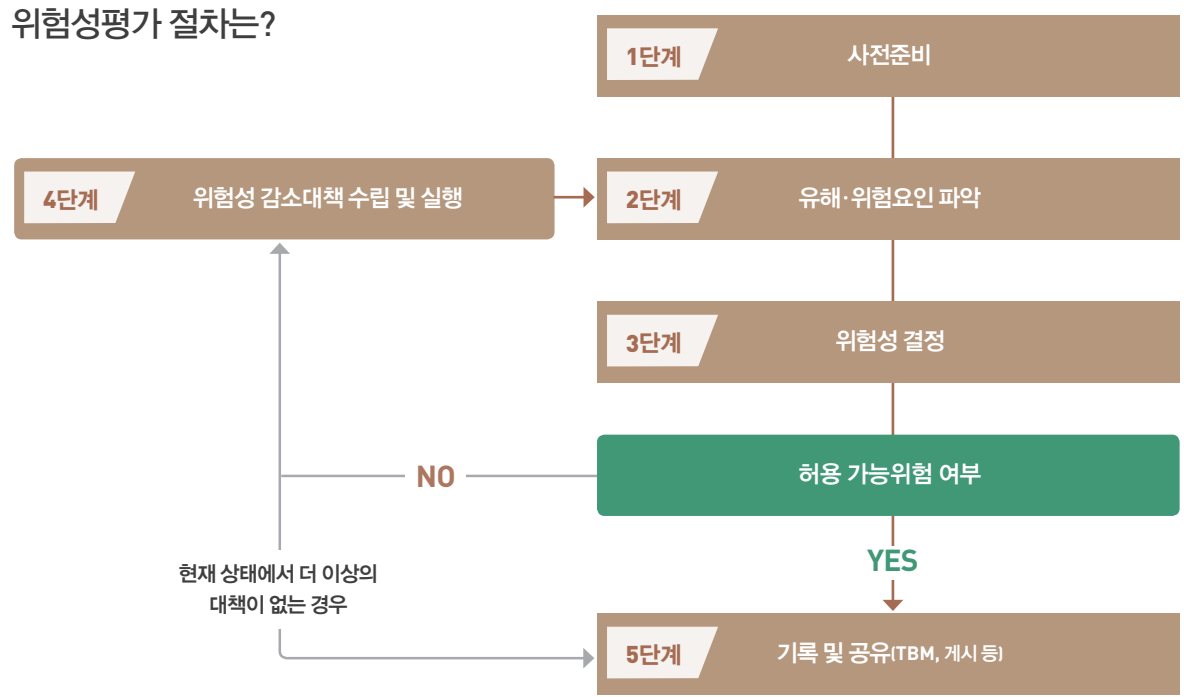 위험성평가 절차는?
1단계 사전준비
4단계 위험성 감소대책 수립 및 실행
2단계 유해·위험요인 파악
3단계 위험성 결정
허용 가능위험 여부
NO
YES
현재 상태에서 더 이상의
대책이 없는 경우
5단계 기록 및 공유(TBM, 게시 등)